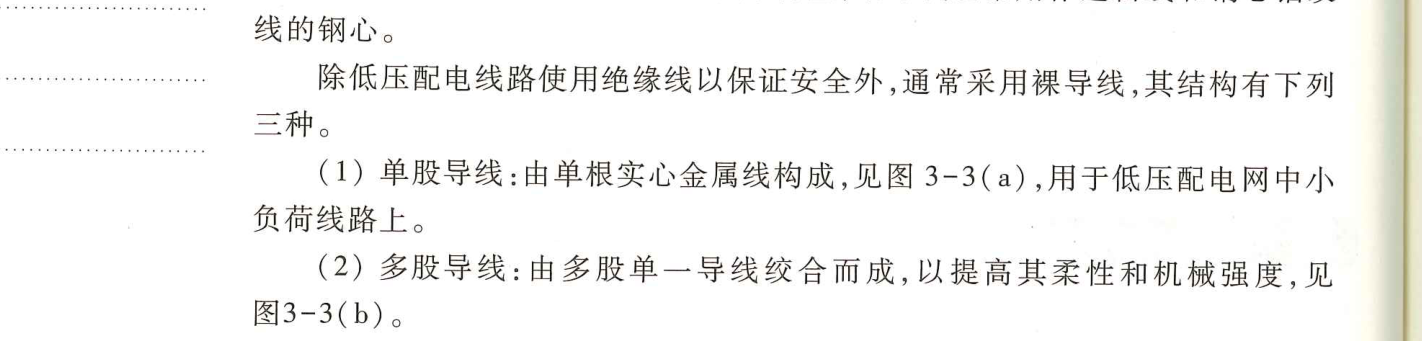 线的钢心。
除低压配电线路使用绝缘线以保证安全外,通常采用裸导线,其结构有下列
三种。
(1) 单股导线:由单根实心金属线构成,见图 3-3(a),用于低压配电网中小
负荷线路上。
(2) 多股导线:由多股单一导线绞合而成,以提高其柔性和机械强度,见
图3-3(b)。